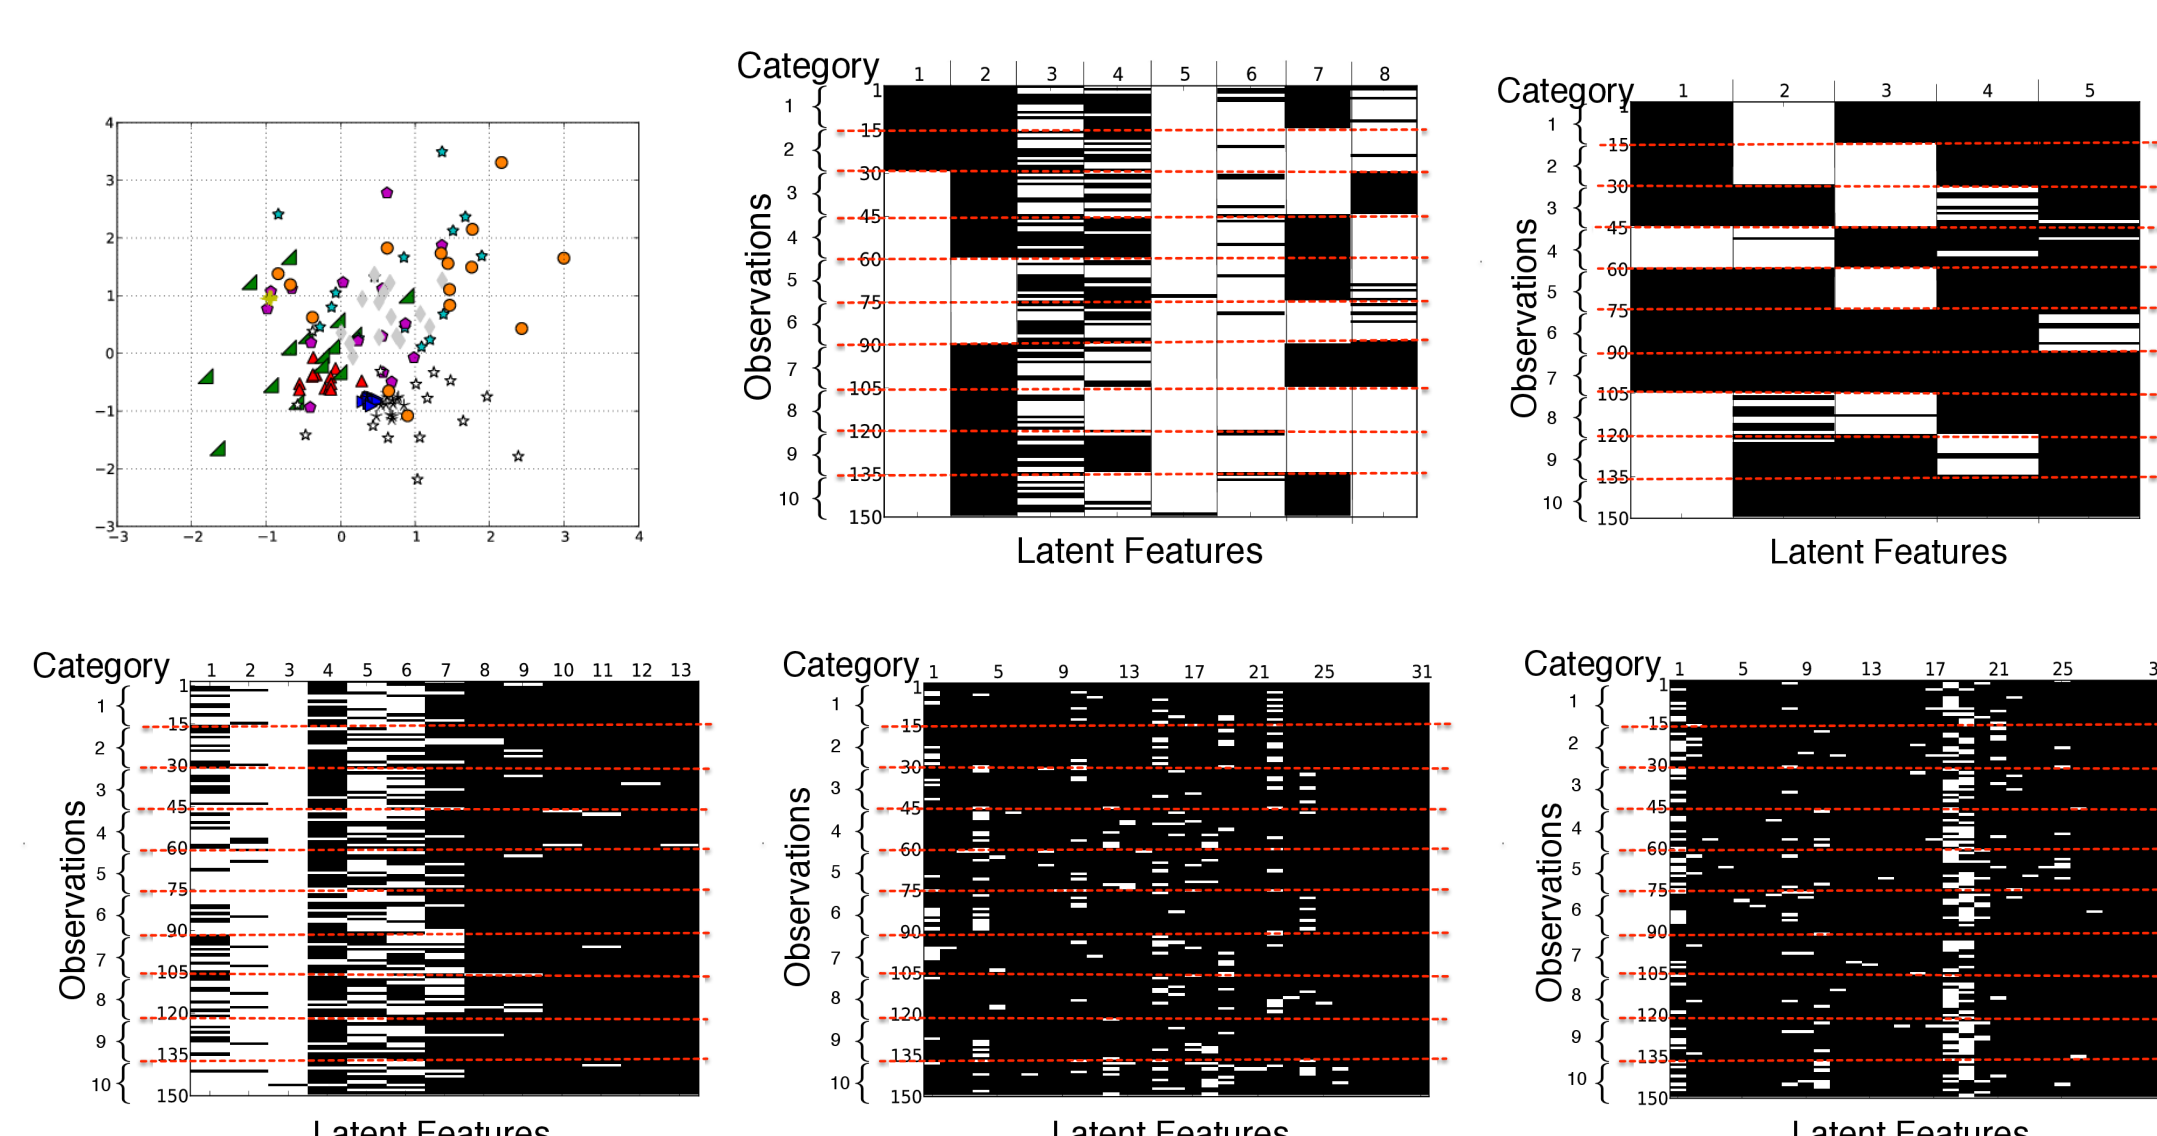 Category 1 2 3 4 5 6 7 8
Category 1 2 3 4 5
4
3
2
1
0
−1
−2
−3
−3 −2 −1 0 1 2 3 4
Observations
1 2 3 4 5 6 7 8 9 10
1 15 30 45 60 75 90 105 120 135 150
Latent Features
Observations
1 2 3 4 5 6 7 8 9 10
1 15 30 45 60 75 90 105 120 135 150
Latent Features
Category 1 2 3 4 5 6 7 8 9 10 11 12 13
Observations
1 2 3 4 5 6 7 8 9 10
1 15 30 45 60 75 90 105 120 135 150
Latent Features
Category 1 5 9 13 17 21 25 31
Observations
1 2 3 4 5 6 7 8 9 10
1 15 30 45 60 75 90 105 120 135 150
Latent Features
Category 1 5 9 13 17 21 25
Observations
1 2 3 4 5 6 7 8 9 10
1 15 30 45 60 75 90 105 120 135 150
Latent Features